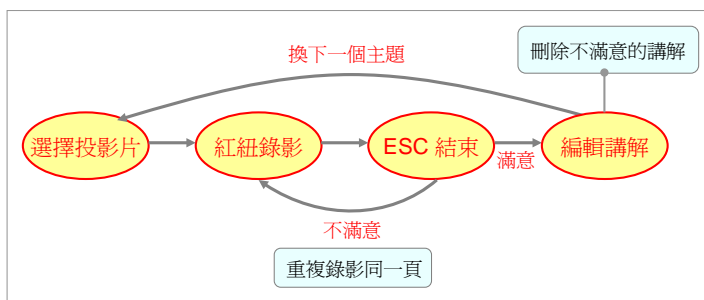 刪除不滿意的講解
換下一個主題
選擇投影片
紅紐錄影
ESC 結束
滿意
編輯講解
不滿意
重複錄影同一頁